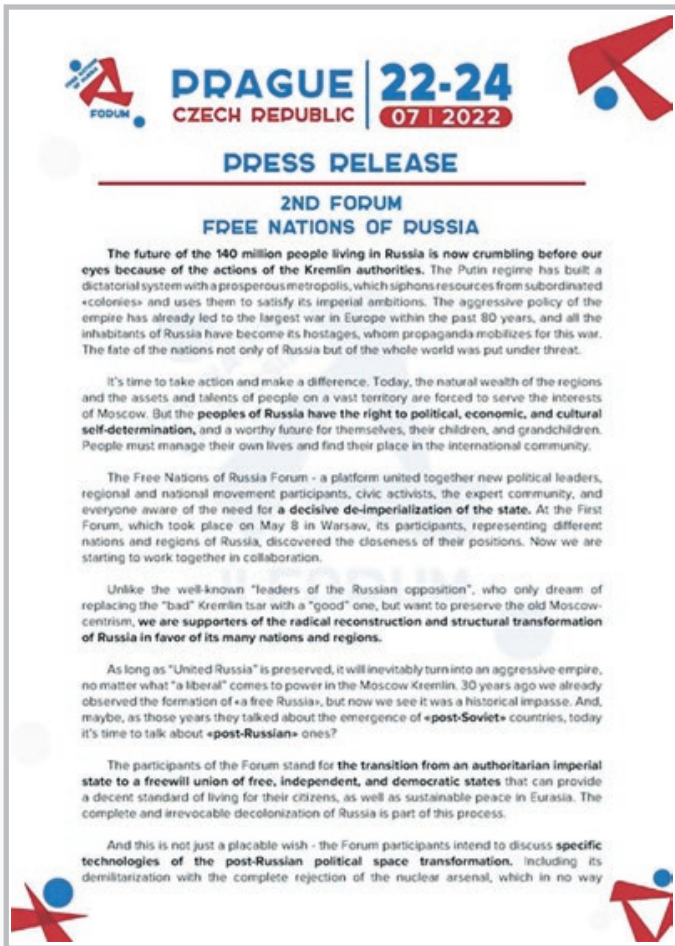 FREE NATIONS
OF RUSSIA
FORUM
PRAGUE
CZECH REPUBLIC
22-24
07 | 2022
PRESS RELEASE
2ND FORUM
FREE NATIONS OF RUSSIA
The future of the 140 million people living in Russia is now crumbling before our
eyes because of the actions of the Kremlin authorities. The Putin regime has built a
dictatorial system with a prosperous metropolis, which siphons resources from subordinated
«colonies» and uses them to satisfy its imperial ambitions. The aggressive policy of the
empire has already led to the largest war in Europe within the past 80 years, and all the
inhabitants of Russia have become its hostages, whom propaganda mobilizes for this war.
The fate of the nations not only of Russia but of the whole world was put under threat.
It's time to take action and make a difference. Today, the natural wealth of the regions
and the assets and talents of people on a vast territory are forced to serve the interests
of Moscow. But the peoples of Russia have the right to political, economic, and cultural
self-determination, and a worthy future for themselves, their children, and grandchildren.
People must manage their own lives and find their place in the international community.
The Free Nations of Russia Forum - a platform united together new political leaders,
regional and national movement participants, civic activists, the expert community, and
everyone aware of the need for a decisive de-imperialization of the state. At the First
Forum, which took place on May 8 in Warsaw, its participants, representing different
nations and regions of Russia, discovered the closeness of their positions. Now we are
starting to work together in collaboration.
Unlike the well-known "leaders of the Russian opposition", who only dream of
replacing the "bad" Kremlin tsar with a "good" one, but want to preserve the old Moscow-
centrism, we are supporters of the radical reconstruction and structural transformation
of Russia in favor of its many nations and regions.
As long as "United Russia" is preserved, it will inevitably turn into an aggressive empire,
no matter what "a liberal" comes to power in the Moscow Kremlin. 30 years ago we already
observed the formation of «a free Russia», but now we see it was a historical impasse. And,
maybe, as those years they talked about the emergence of «post-Soviet» countries, today
it's time to talk about «post-Russian» ones?
The participants of the Forum stand for the transition from an authoritarian imperial
state to a freewill union of free, independent, and democratic states that can provide
a decent standard of living for their citizens, as well as sustainable peace in Eurasia. The
complete and irrevocable decolonization of Russia is part of this process.
And this is not just a placable wish - the Forum participants intend to discuss specific
technologies of the post-Russian political space transformation. Including its
demilitarization with the complete rejection of the nuclear arsenal, which in no way